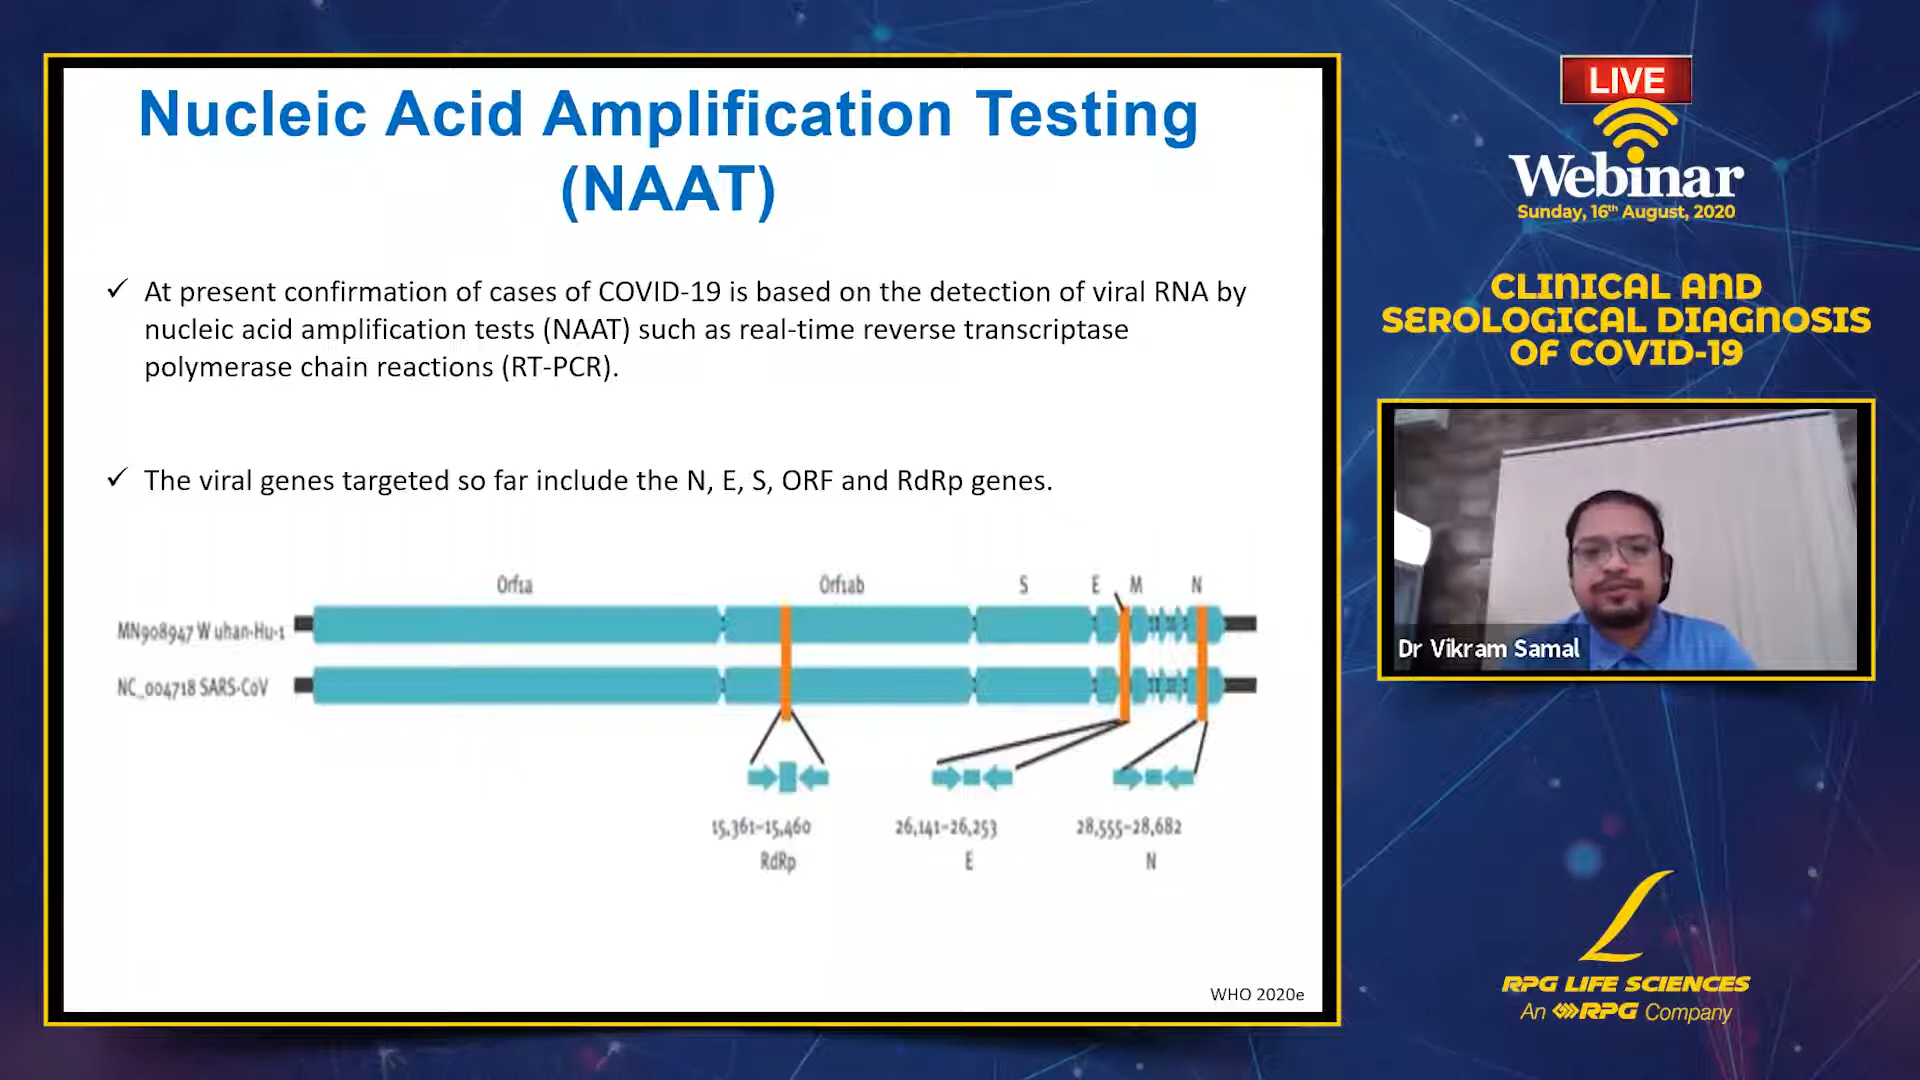 Nucleic Acid Amplification Testing
(NAAT)
✓ At present confirmation of cases of COVID-19 is based on the detection of viral RNA by
nucleic acid amplification tests (NAAT) such as real-time reverse transcriptase
polymerase chain reactions (RT-PCR).
✓ The viral genes targeted so far include the N, E, S, ORF and RdRp genes.
Orf1a Orf1ab S E M N
MN908947 Wuhan-Hu-1
NC_004718 SARS-CoV
15,361–15,460 26,141–26,253 28,555–28,682
RdRp E N
WHO 2020e
LIVE
Webinar
Sunday, 16th August, 2020
CLINICAL AND
SEROLOGICAL DIAGNOSIS
OF COVID-19
Dr Vikram Samal
RPG LIFE SCIENCES
An RPG Company